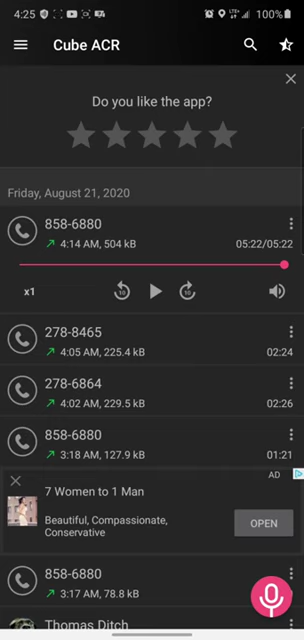 4:25 LTE+ 100%
Cube ACR
Do you like the app?
Friday, August 21, 2020
858-6880
4:14 AM, 504 kB 05:22/05:22
x1 10 10
278-8465
4:05 AM, 225.4 kB 02:24
278-6864
4:02 AM, 229.5 kB 02:26
858-6880
3:18 AM, 127.9 kB 01:21
AD
7 Women to 1 Man
Beautiful, Compassionate,
Conservative
OPEN
858-6880
3:17 AM, 78.8 kB
Thomas Ditch